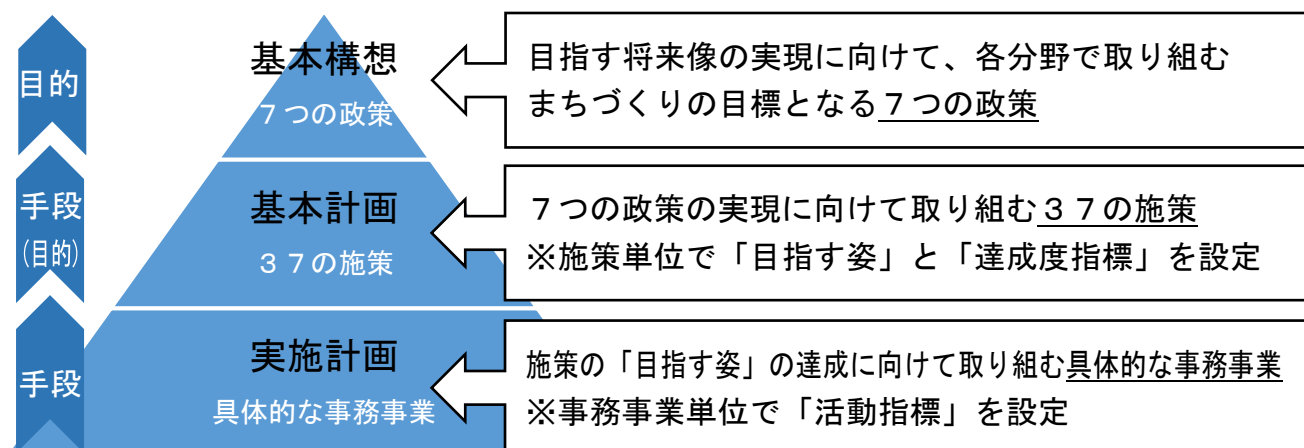 目的
基本構想
７つの政策
目指す将来像の実現に向けて、各分野で取り組む
まちづくりの目標となる７つの政策
手段
(目的)
基本計画
３７の施策
７つの政策の実現に向けて取り組む３７の施策
※施策単位で「目指す姿」と「達成度指標」を設定
手段
実施計画
具体的な事務事業
施策の「目指す姿」の達成に向けて取り組む具体的な事務事業
※事務事業単位で「活動指標」を設定